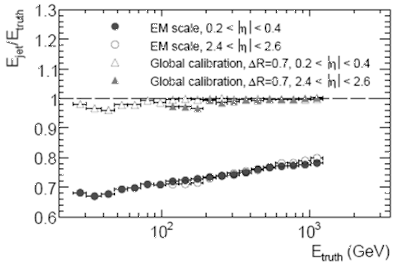 E_jet/E_truth
1.3
1.2
1.1
1
0.9
0.8
0.7
0.6
EM scale, 0.2 < |η| < 0.4
EM scale, 2.4 < |η| < 2.6
Global calibration, ΔR=0.7, 0.2 < |η| < 0.4
Global calibration, ΔR=0.7, 2.4 < |η| < 2.6
10²
10³
E_truth (GeV)